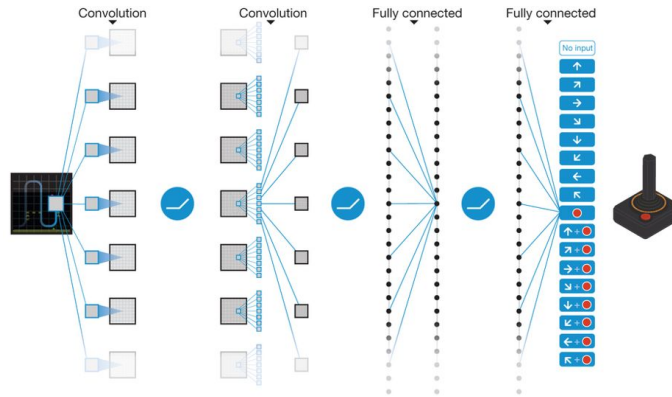 Convolution
Convolution
Fully connected
Fully connected
No input
+
+
+
+
+
+
+
+